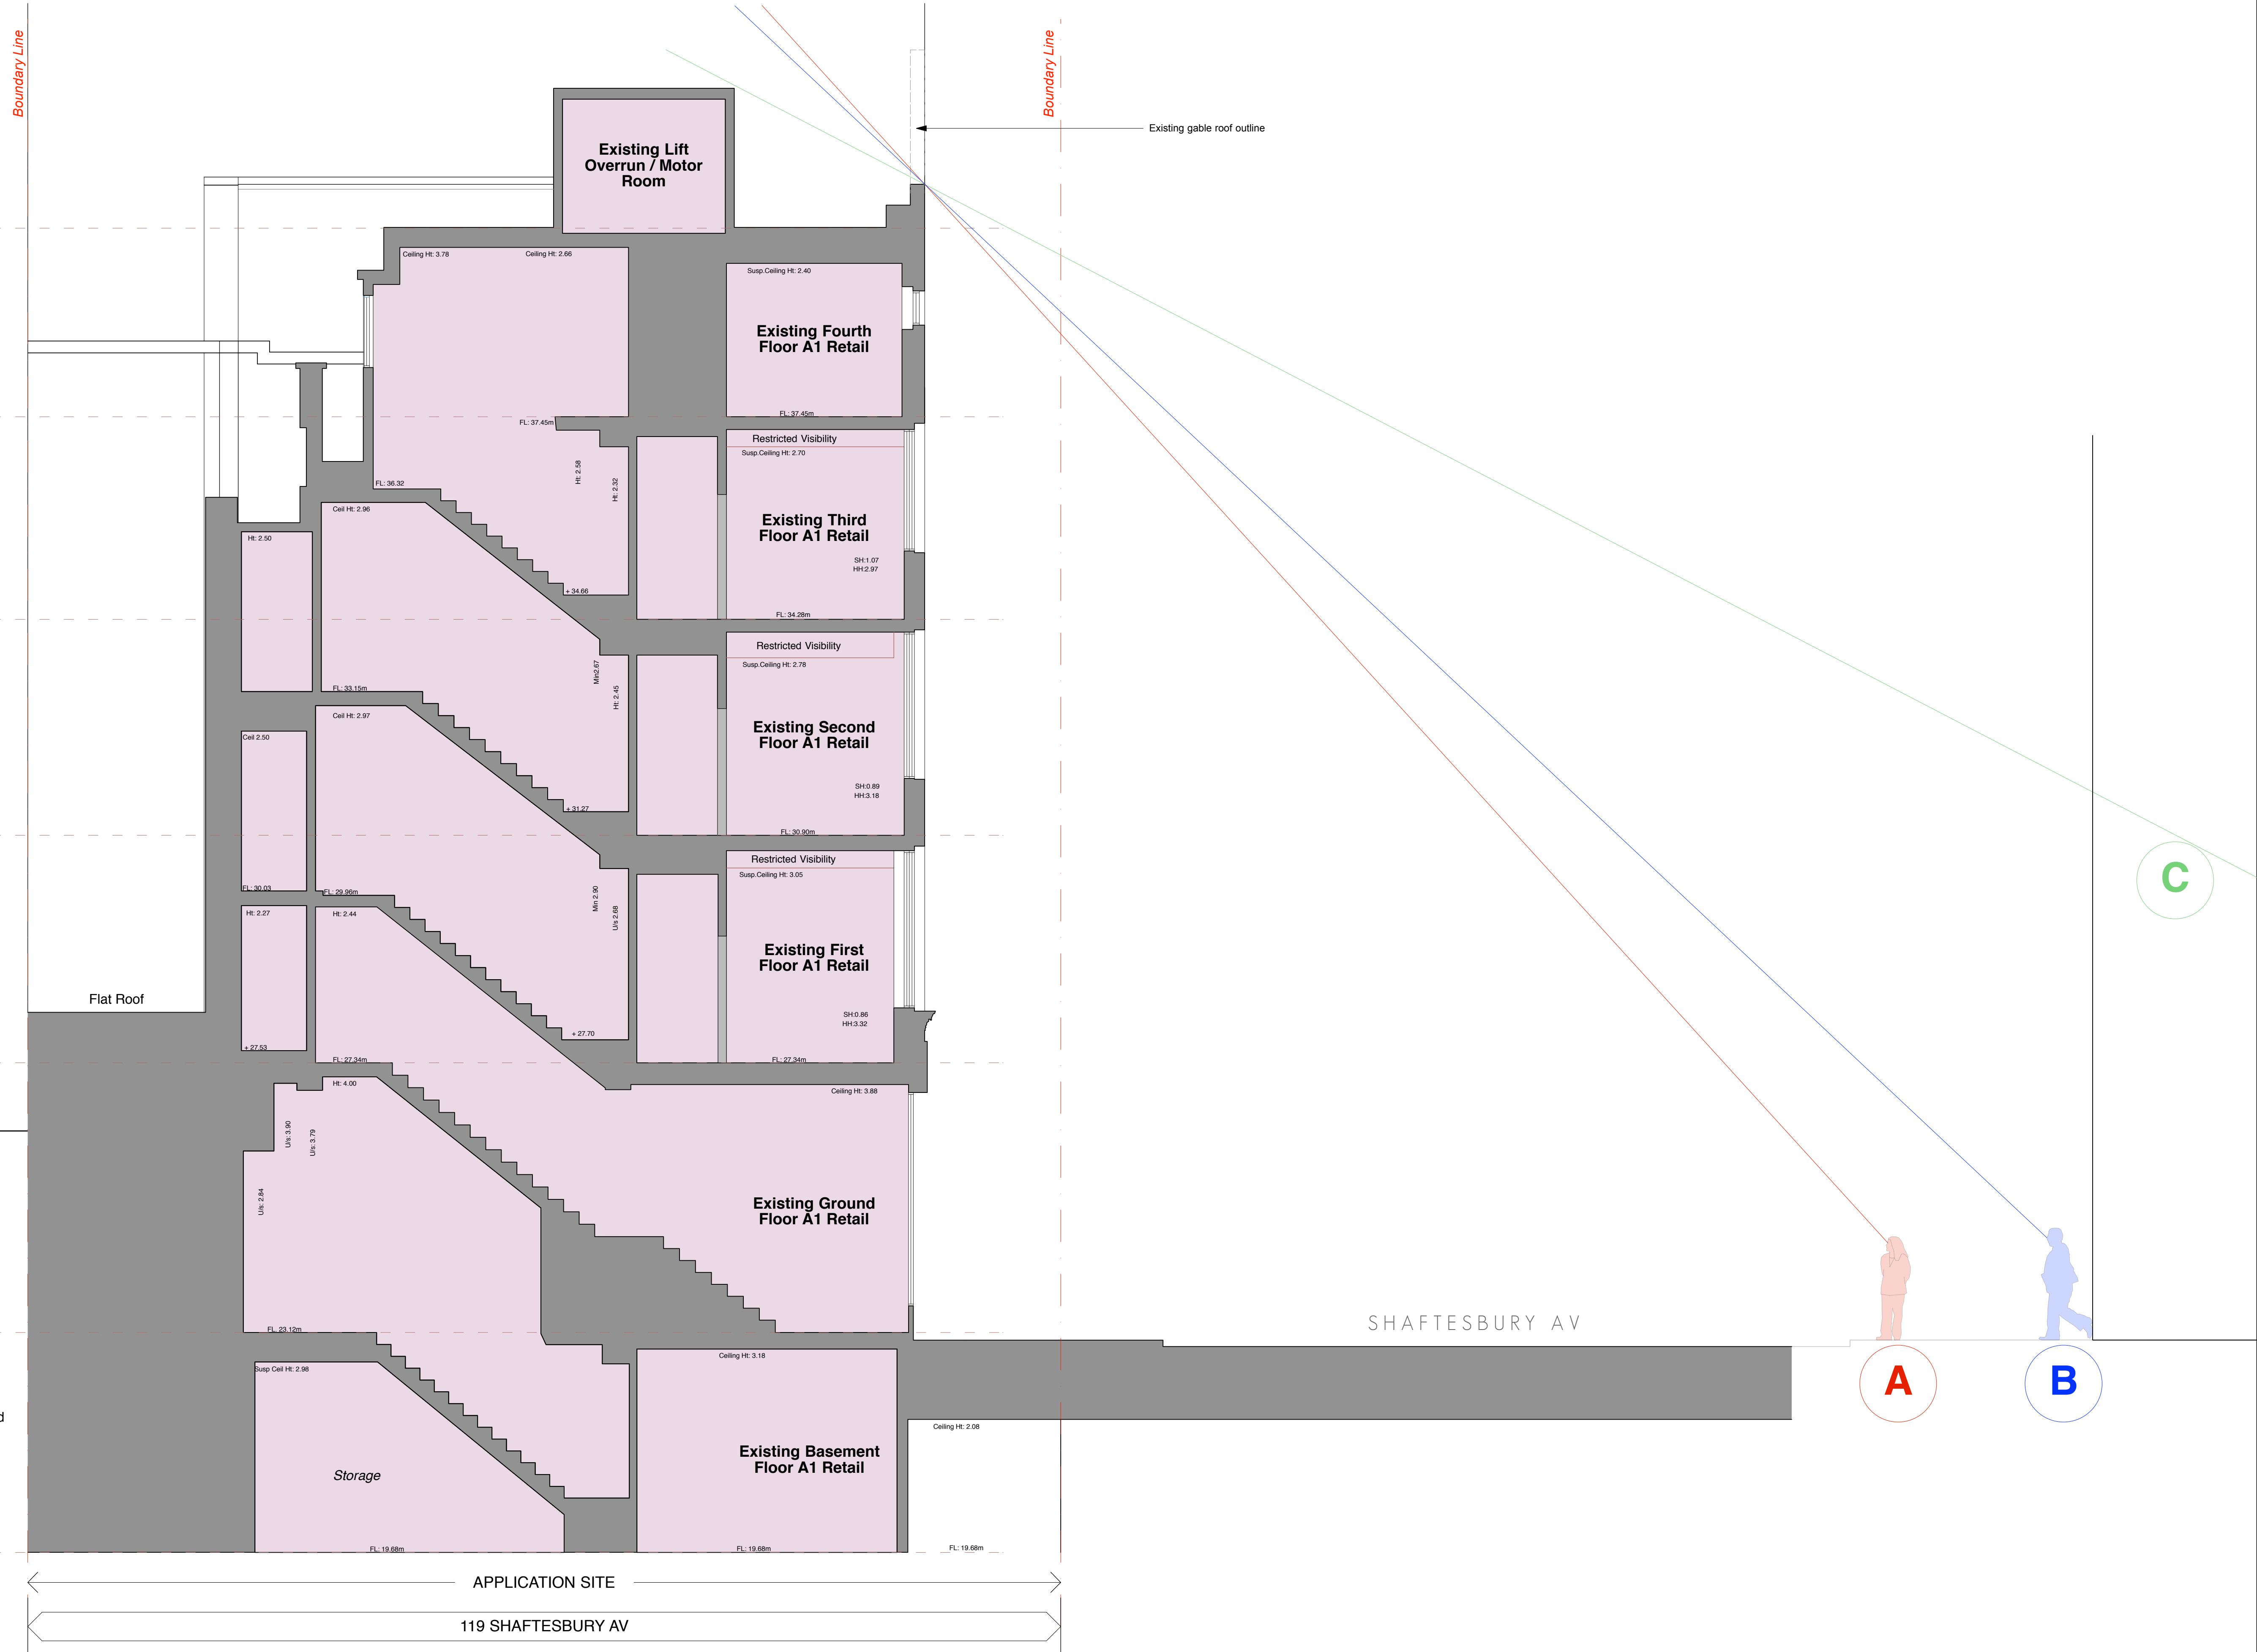 Boundary Line
Boundary Line
Existing gable roof outline
Existing Lift
Overrun / Motor
Room
Ceiling Ht: 3.78
Ceiling Ht: 2.66
Susp.Ceiling Ht: 2.40
Existing Fourth
Floor A1 Retail
FL: 37.45m
FL: 37.45m
Restricted Visibility
Susp.Ceiling Ht: 2.70
Ht: 2.58
Ht: 2.32
FL: 36.32
Ceil Ht: 2.96
Existing Third
Floor A1 Retail
Ht: 2.50
SH:1.07
HH:2.97
+ 34.66
FL: 34.28m
Restricted Visibility
Susp.Ceiling Ht: 2.78
Min2.67
Ht: 2.45
FL: 33.15m
Ceil Ht: 2.97
Existing Second
Floor A1 Retail
Ceil 2.50
SH:0.89
HH:3.18
+ 31.27
FL: 30.90m
Restricted Visibility
Susp.Ceiling Ht: 3.05
C
FL: 30.03
FL: 29.96m
Min 2.90
U/s 2.68
Ht: 2.27
Ht: 2.44
Existing First
Floor A1 Retail
Flat Roof
SH:0.86
HH:3.32
+ 27.70
+ 27.53
FL: 27.34m
FL: 27.34m
Ht: 4.00
Ceiling Ht: 3.88
U/s: 3.90
U/s: 3.79
U/s: 2.84
Existing Ground
Floor A1 Retail
SHAFTESBURY AV
FL. 23.12m
Ceiling Ht: 3.18
Susp Ceil Ht: 2.98
A
B
d
Ceiling Ht: 2.08
Existing Basement
Floor A1 Retail
Storage
FL: 19.68m
FL: 19.68m
FL: 19.68m
APPLICATION SITE
119 SHAFTESBURY AV